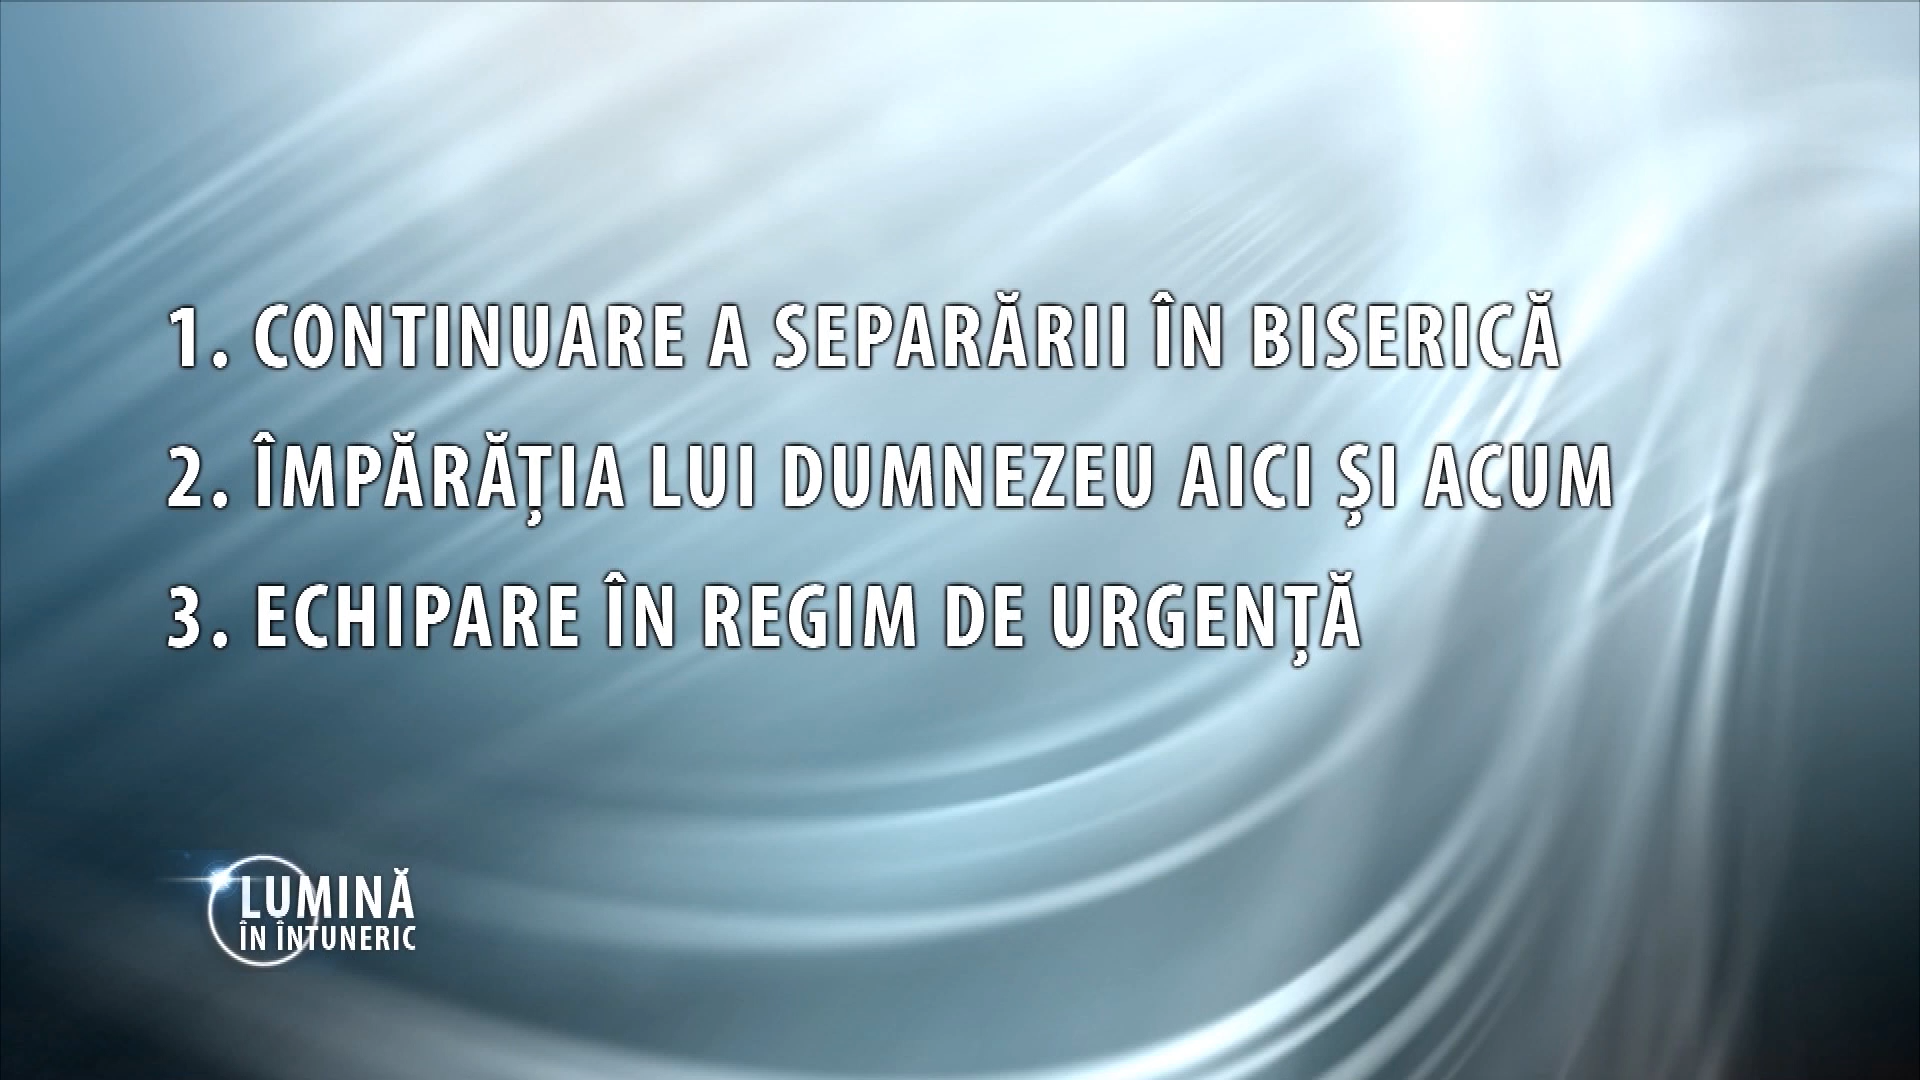 1. CONTINUARE A SEPARĂRII ÎN BISERICĂ
2. ÎMPĂRĂȚIA LUI DUMNEZEU AICI ȘI ACUM
3. ECHIPARE ÎN REGIM DE URGENȚĂ
LUMINĂ
ÎN ÎNTUNERIC